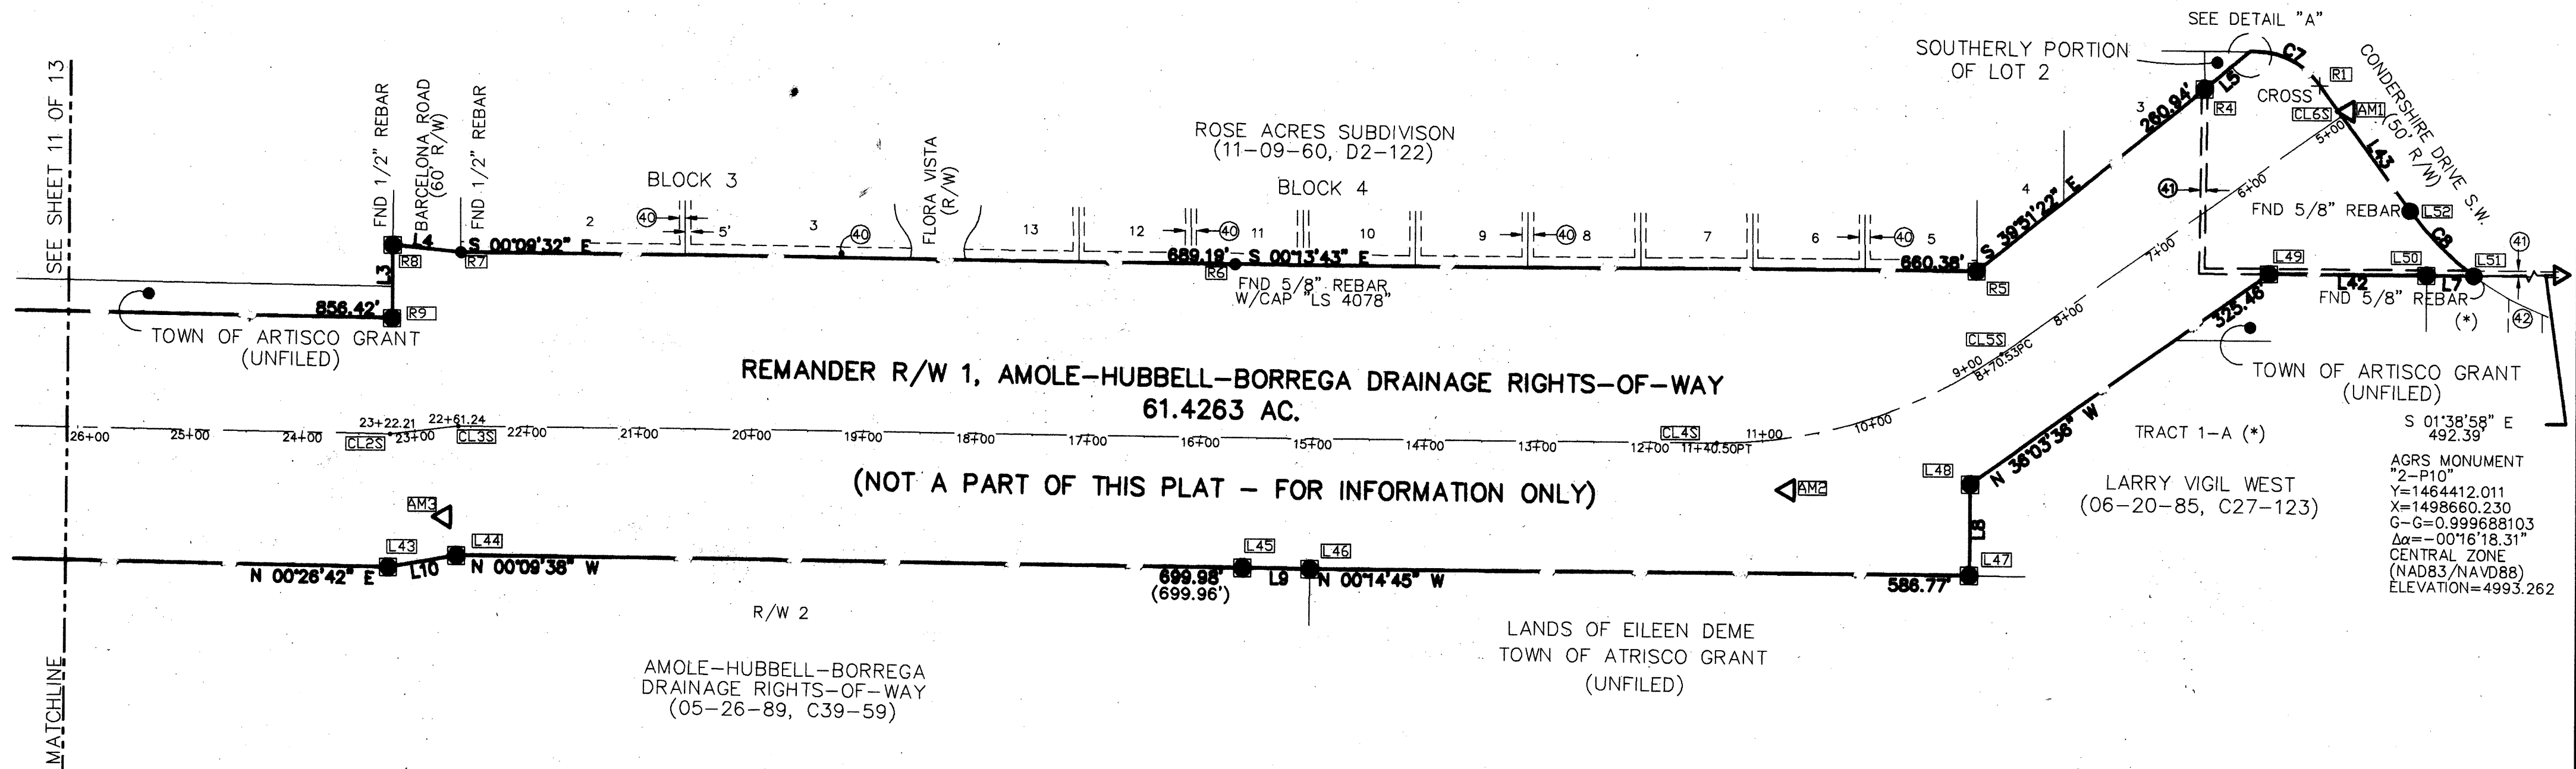 SEE DETAIL "A"
SOUTHERLY PORTION
OF LOT 2
C7
L5
R1
CONDERSHIRE DRIVE S.W.
(50' R/W)
CROSS
R4
CL6S
AM1
5+00
L43
3
260.94'
SEE SHEET 11 OF 13
FND 1/2" REBAR
BARCELONA ROAD
(60' R/W)
FND 1/2" REBAR
ROSE ACRES SUBDIVISON
(11-09-60, D2-122)
BLOCK 3
BLOCK 4
FLORA VISTA
(R/W)
4
41
6+00
FND 5/8" REBAR
L52
C8
2
40
5'
3
40
13
12
40
11
10
9
40
8
7
6
40
5
L4
S 00°09'32" E
R8
R7
L3
689.19'
S 00°13'43" E
R6
660.38'
S 39°31'22" E
R5
FND 5/8" REBAR
W/CAP "LS 4078"
7+00
L49
L42
L50
L7
L51
41
FND 5/8" REBAR
(*)
42
856.42'
R9
TOWN OF ARTISCO GRANT
(UNFILED)
325.46'
8+00
CL5S
8+70.53PC
9+00
TOWN OF ARTISCO GRANT
(UNFILED)
REMANDER R/W 1, AMOLE-HUBBELL-BORREGA DRAINAGE RIGHTS-OF-WAY
61.4263 AC.
26+00
25+00
24+00
23+22.21
CL2S
23+00
22+61.24
CL3S
22+00
21+00
20+00
19+00
18+00
17+00
16+00
15+00
14+00
13+00
12+00
CL4S
11+40.50PT
11+00
10+00
N 36°03'36" W
TRACT 1-A (*)
S 01°38'58" E
492.39'
(NOT A PART OF THIS PLAT - FOR INFORMATION ONLY)
AM3
AM2
L48
LARRY VIGIL WEST
(06-20-85, C27-123)
AGRS MONUMENT
"2-P10"
Y=1464412.011
X=1498660.230
G-G=0.999688103
Δα=-00°16'18.31"
CENTRAL ZONE
(NAD83/NAVD88)
ELEVATION=4993.262
L8
L43
L44
L45
L46
L47
N 00°26'42" E
L10
N 00°09'38" W
699.98'
(699.96')
L9
N 00°14'45" W
586.77'
R/W 2
AMOLE-HUBBELL-BORREGA
DRAINAGE RIGHTS-OF-WAY
(05-26-89, C39-59)
LANDS OF EILEEN DEME
TOWN OF ATRISCO GRANT
(UNFILED)
MATCHLINE